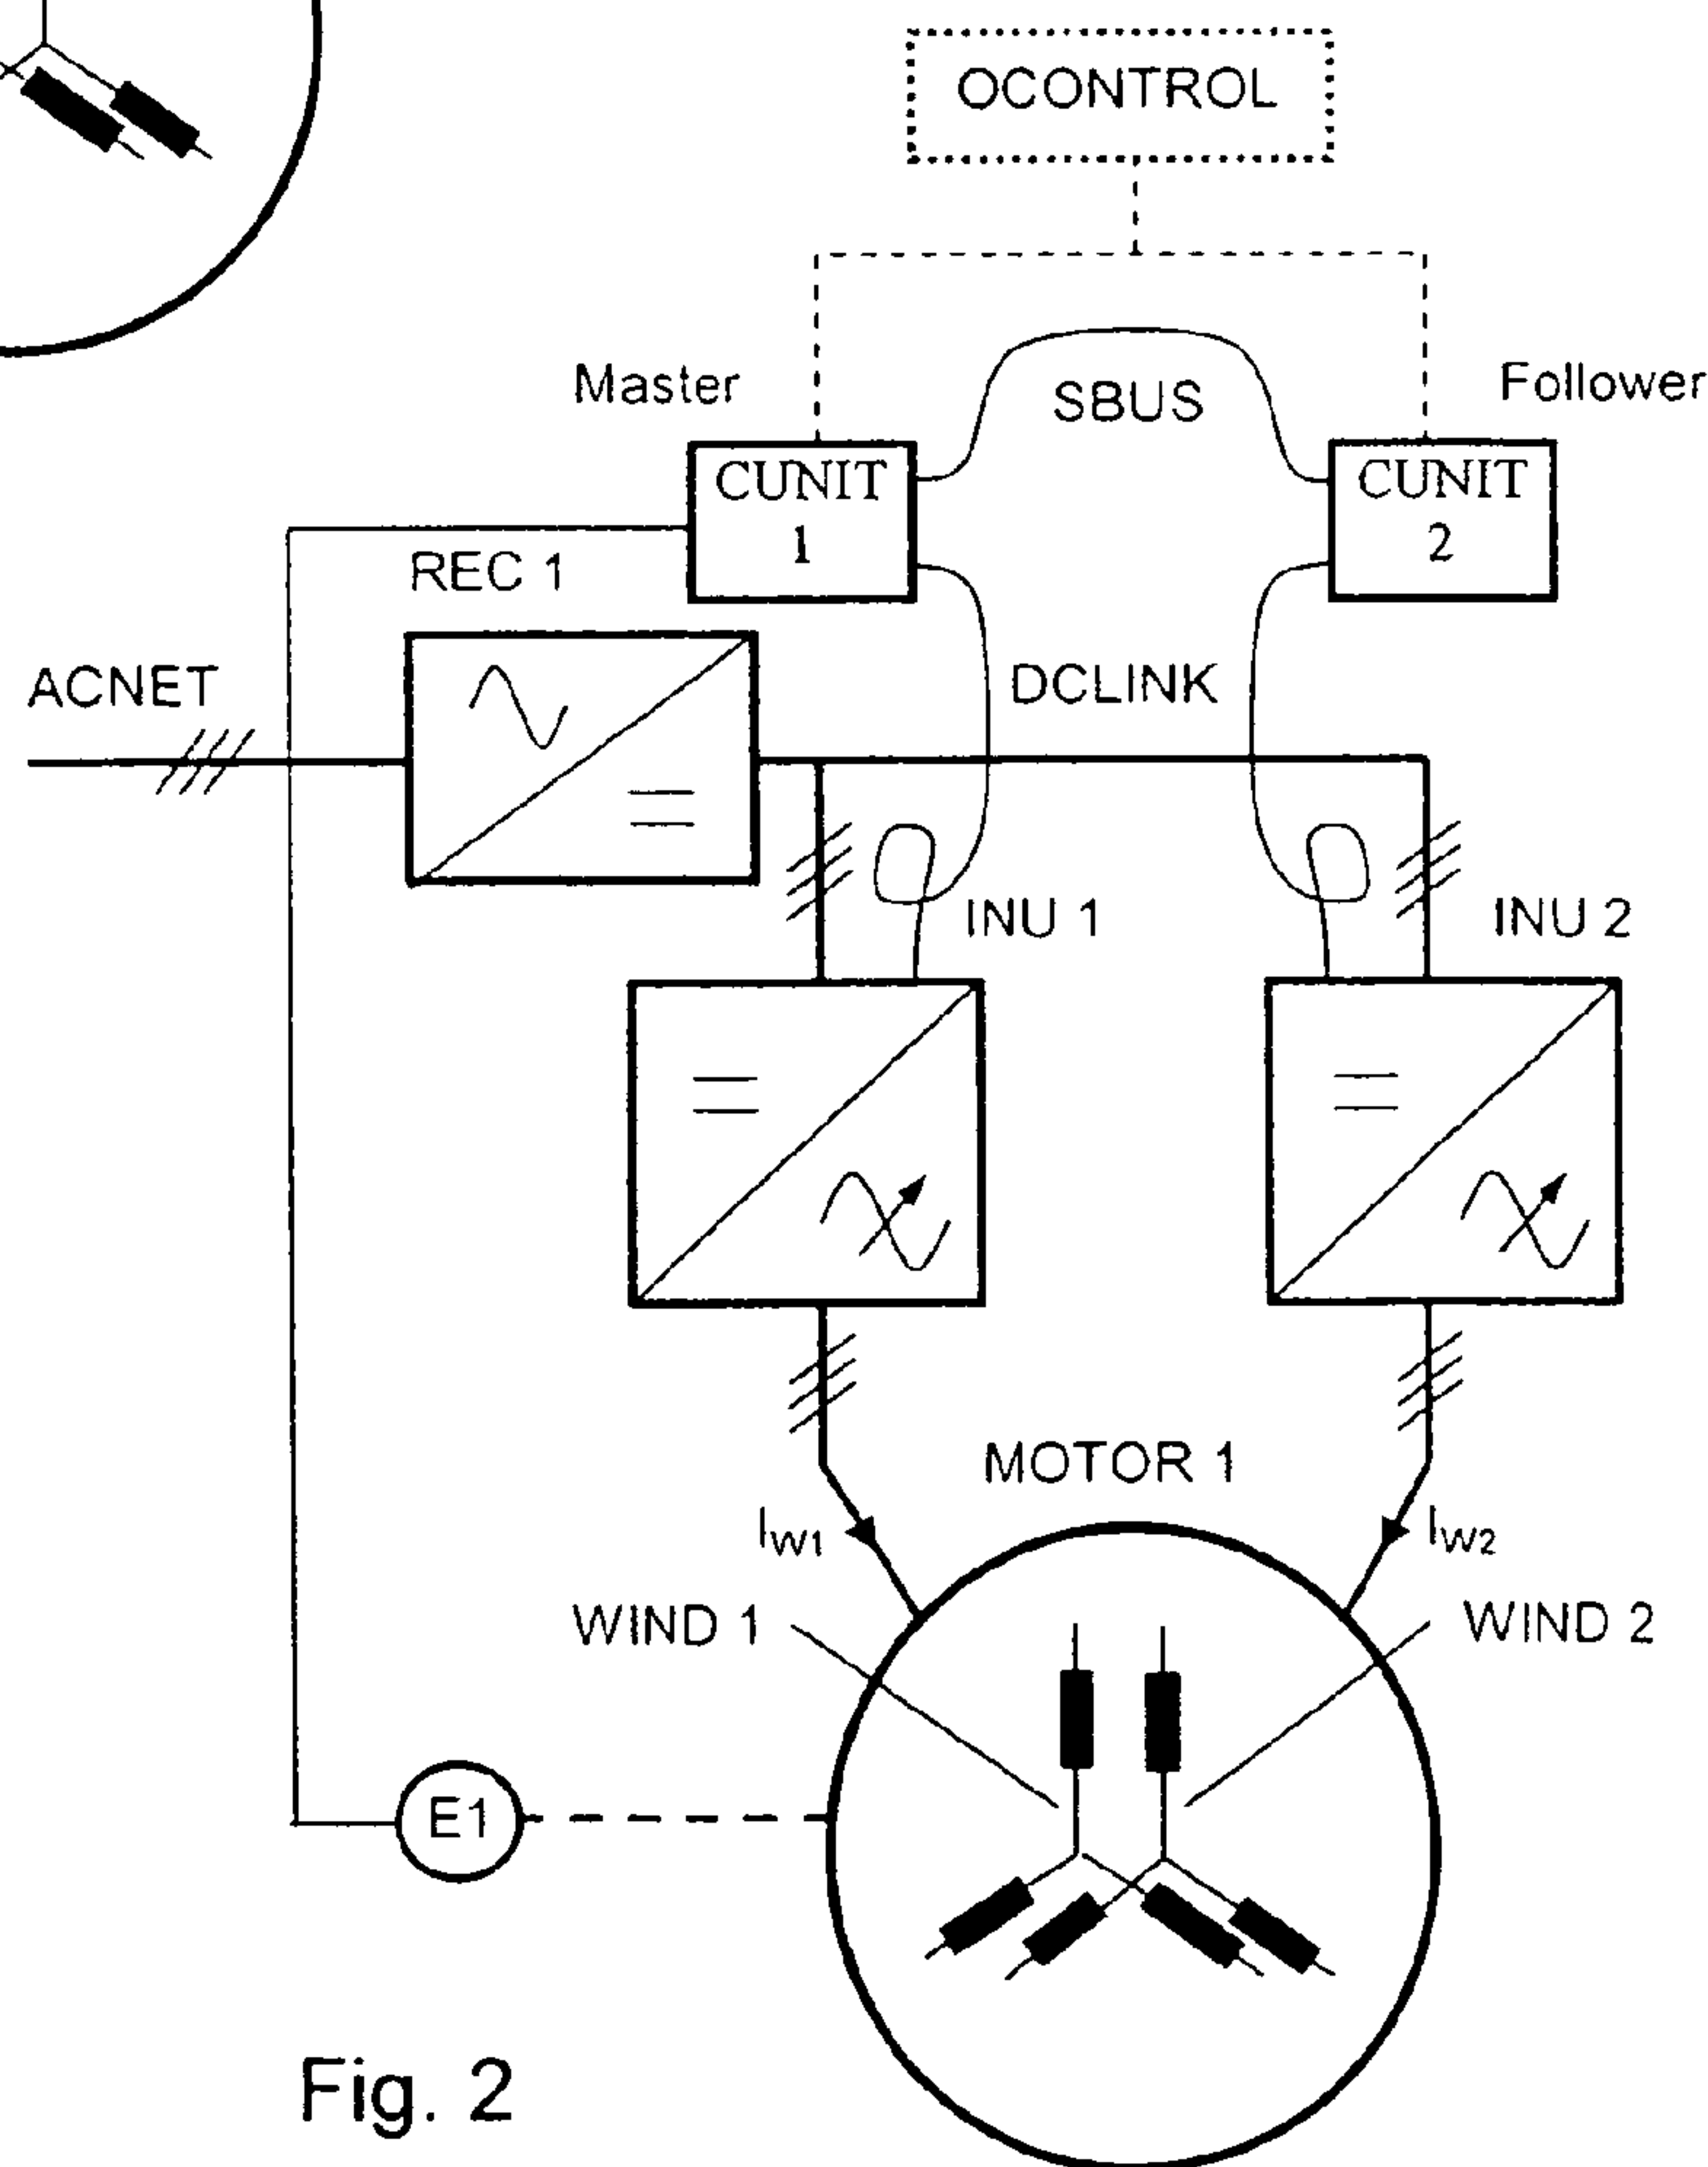 OCONTROL
Master
SBUS
Follower
CUNIT
1
CUNIT
2
REC 1
ACNET
DCLINK
INU 1
INU 2
MOTOR 1
IW1
IW2
WIND 1
WIND 2
E1
Fig. 2